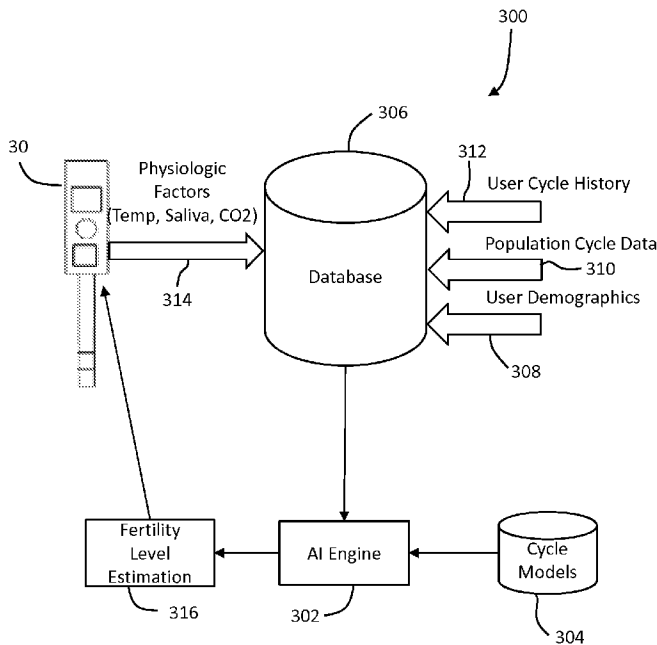 300
306
30
Physiologic
Factors
(Temp, Saliva, CO2)
312
User Cycle History
Population Cycle Data
310
314
Database
User Demographics
308
Fertility
Level
Estimation
AI Engine
Cycle
Models
316
302
304